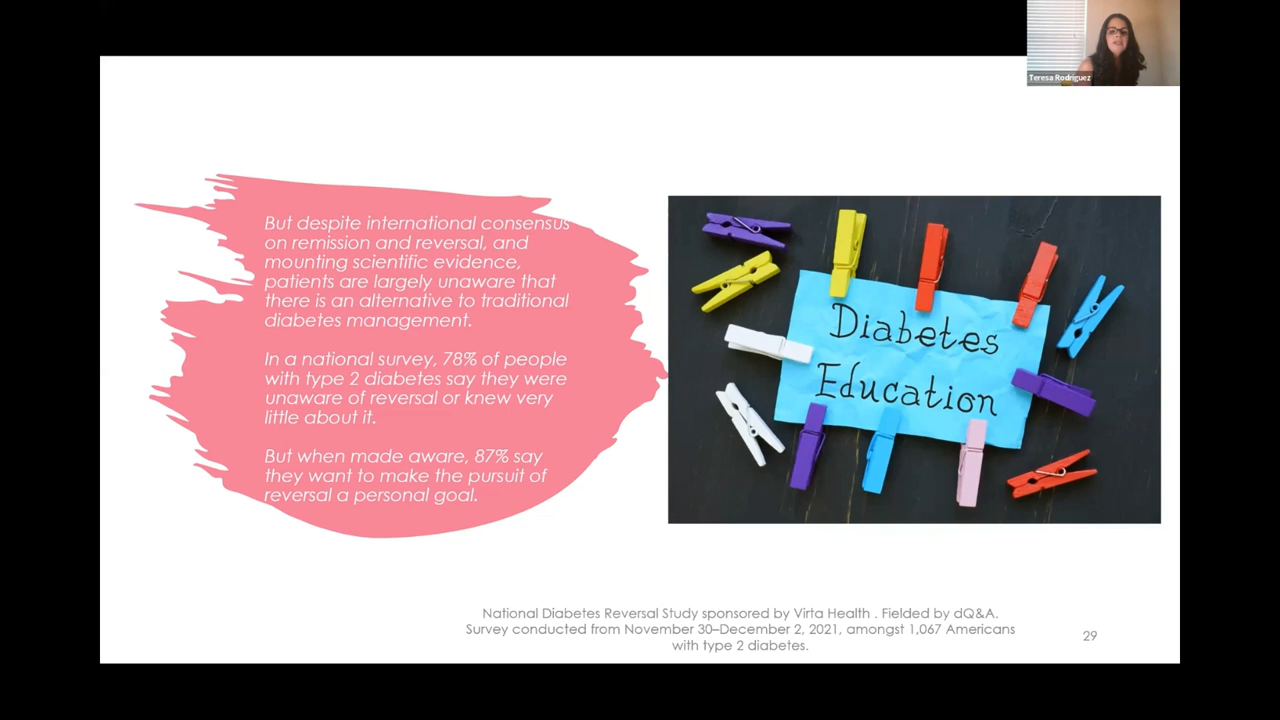 Teresa Rodriguez
But despite international consensus
on remission and reversal, and
mounting scientific evidence,
patients are largely unaware that
there is an alternative to traditional
diabetes management.
In a national survey, 78% of people
with type 2 diabetes say they were
unaware of reversal or knew very
little about it.
But when made aware, 87% say
they want to make the pursuit of
reversal a personal goal.
Diabetes
Education
National Diabetes Reversal Study sponsored by Virta Health . Fielded by dQ&A.
Survey conducted from November 30–December 2, 2021, amongst 1,067 Americans
with type 2 diabetes.
29